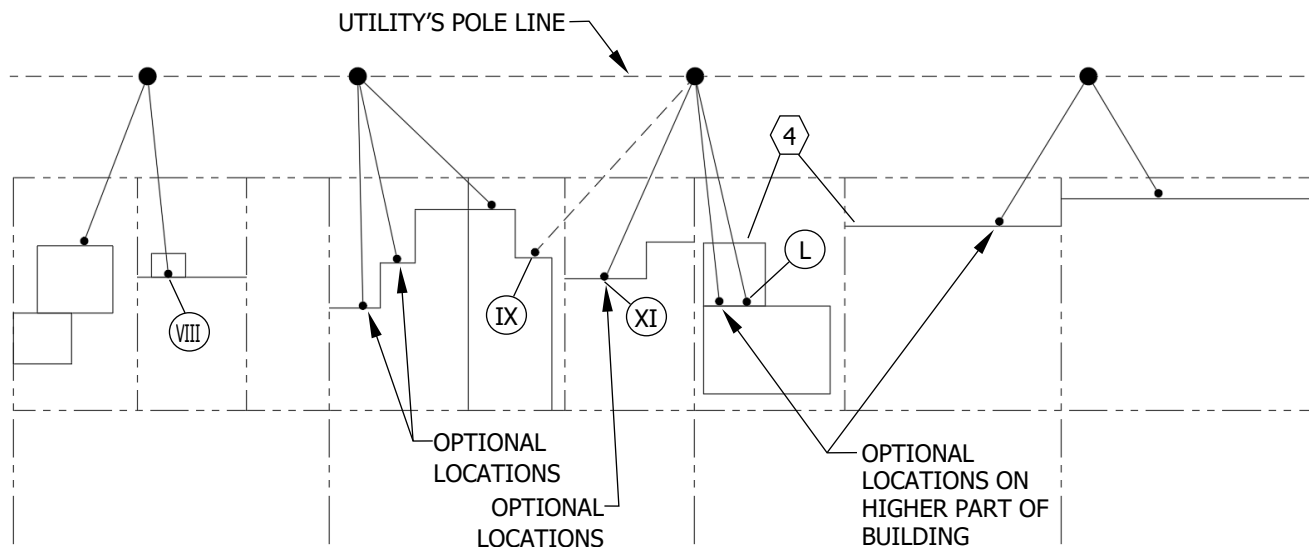 UTILITY'S POLE LINE
4
L
IX
XI
VIII
OPTIONAL
LOCATIONS
OPTIONAL
LOCATIONS ON
HIGHER PART OF
BUILDING
OPTIONAL
LOCATIONS